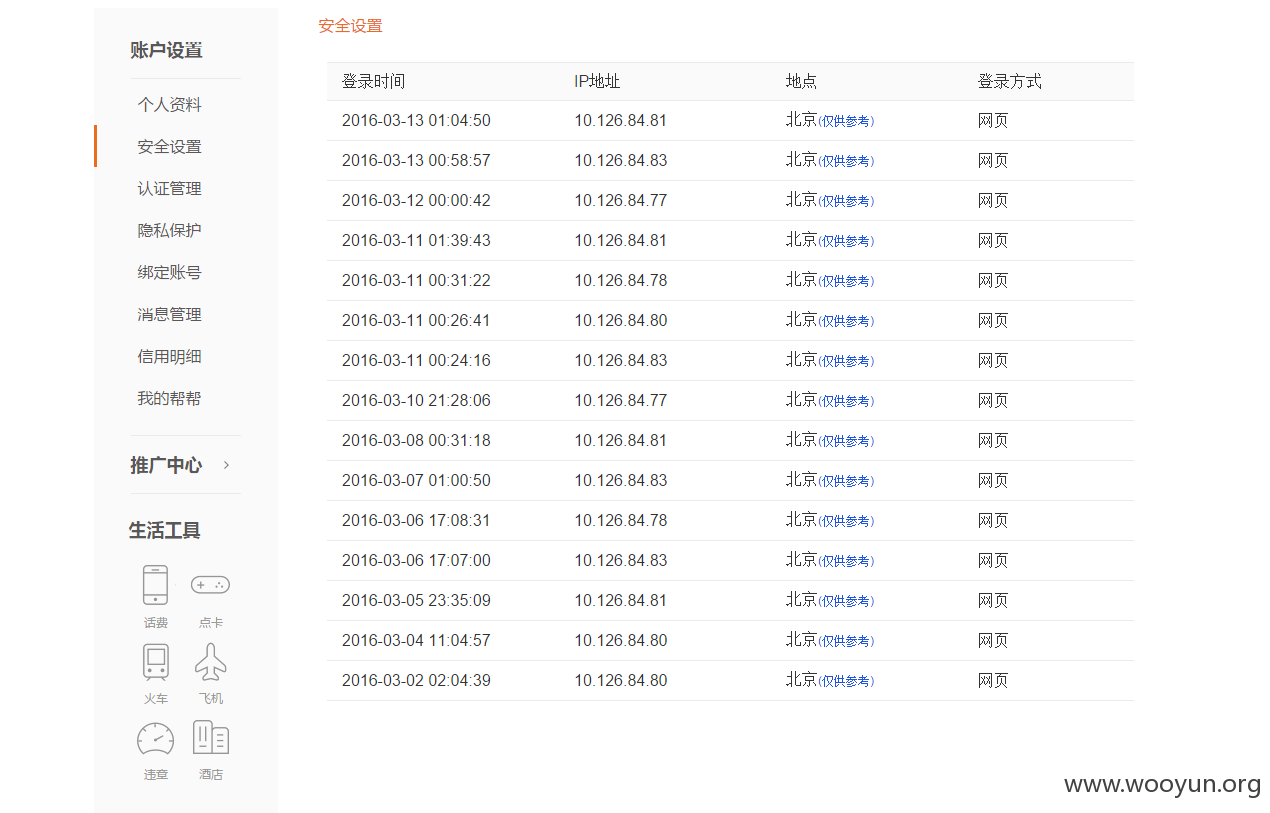 账户设置
个人资料
安全设置
认证管理
隐私保护
绑定账号
消息管理
信用明细
我的帮帮
推广中心 >
生活工具
话费 点卡
火车 飞机
违章 酒店
安全设置
登录时间 IP地址 地点 登录方式
2016-03-13 01:04:50 10.126.84.81 北京(仅供参考) 网页
2016-03-13 00:58:57 10.126.84.83 北京(仅供参考) 网页
2016-03-12 00:00:42 10.126.84.77 北京(仅供参考) 网页
2016-03-11 01:39:43 10.126.84.81 北京(仅供参考) 网页
2016-03-11 00:31:22 10.126.84.78 北京(仅供参考) 网页
2016-03-11 00:26:41 10.126.84.80 北京(仅供参考) 网页
2016-03-11 00:24:16 10.126.84.83 北京(仅供参考) 网页
2016-03-10 21:28:06 10.126.84.77 北京(仅供参考) 网页
2016-03-08 00:31:18 10.126.84.81 北京(仅供参考) 网页
2016-03-07 01:00:50 10.126.84.83 北京(仅供参考) 网页
2016-03-06 17:08:31 10.126.84.78 北京(仅供参考) 网页
2016-03-06 17:07:00 10.126.84.83 北京(仅供参考) 网页
2016-03-05 23:35:09 10.126.84.81 北京(仅供参考) 网页
2016-03-04 11:04:57 10.126.84.80 北京(仅供参考) 网页
2016-03-02 02:04:39 10.126.84.80 北京(仅供参考) 网页
www.wooyun.org